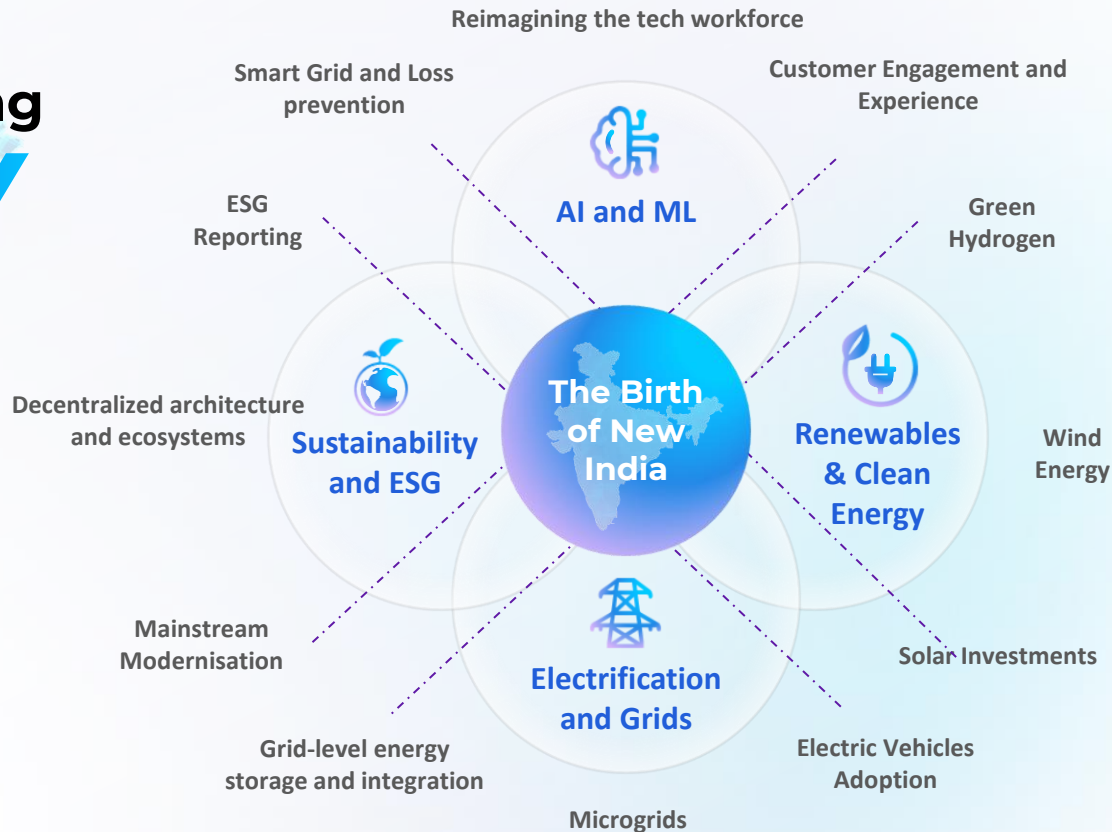 Reimagining the tech workforce
Smart Grid and Loss
prevention
Customer Engagement and
Experience
AI and ML
ESG
Reporting
Green
Hydrogen
Decentralized architecture
and ecosystems
Sustainability
and ESG
The Birth
of New
India
Renewables
& Clean
Energy
Wind
Energy
Mainstream
Modernisation
Solar Investments
Electrification
and Grids
Grid-level energy
storage and integration
Electric Vehicles
Adoption
Microgrids